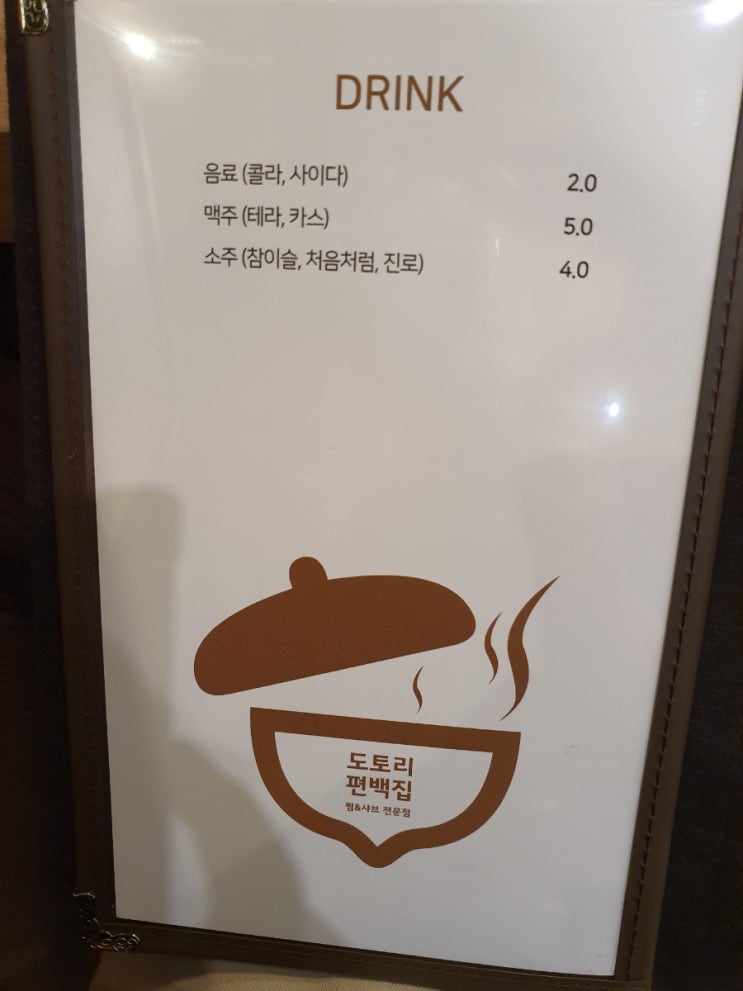 DRINK
음료 (콜라, 사이다) 2.0
맥주 (테라, 카스) 5.0
소주 (참이슬, 처음처럼, 진로) 4.0
도토리
편백집
찜&샤브 전문점